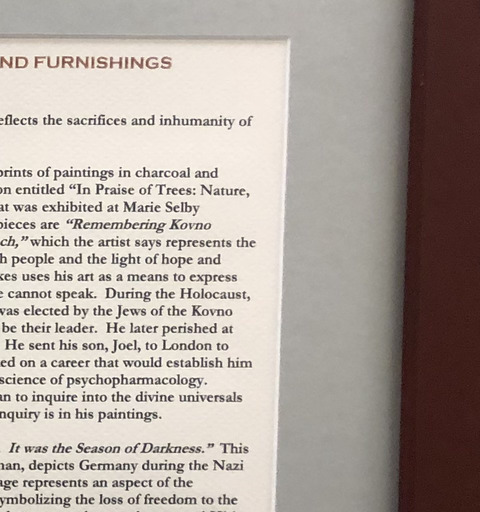 ND FURNISHINGS
eflects the sacrifices and inhumanity of
prints of paintings in charcoal and
on entitled “In Praise of Trees: Nature,
at was exhibited at Marie Selby
pieces are “Remembering Kovno
ch,” which the artist says represents the
h people and the light of hope and
kes uses his art as a means to express
e cannot speak. During the Holocaust,
was elected by the Jews of the Kovno
be their leader. He later perished at
He sent his son, Joel, to London to
ed on a career that would establish him
science of psychopharmacology.
an to inquire into the divine universals
nquiry is in his paintings.
It was the Season of Darkness.” This
man, depicts Germany during the Nazi
age represents an aspect of the
ymbolizing the loss of freedom to the